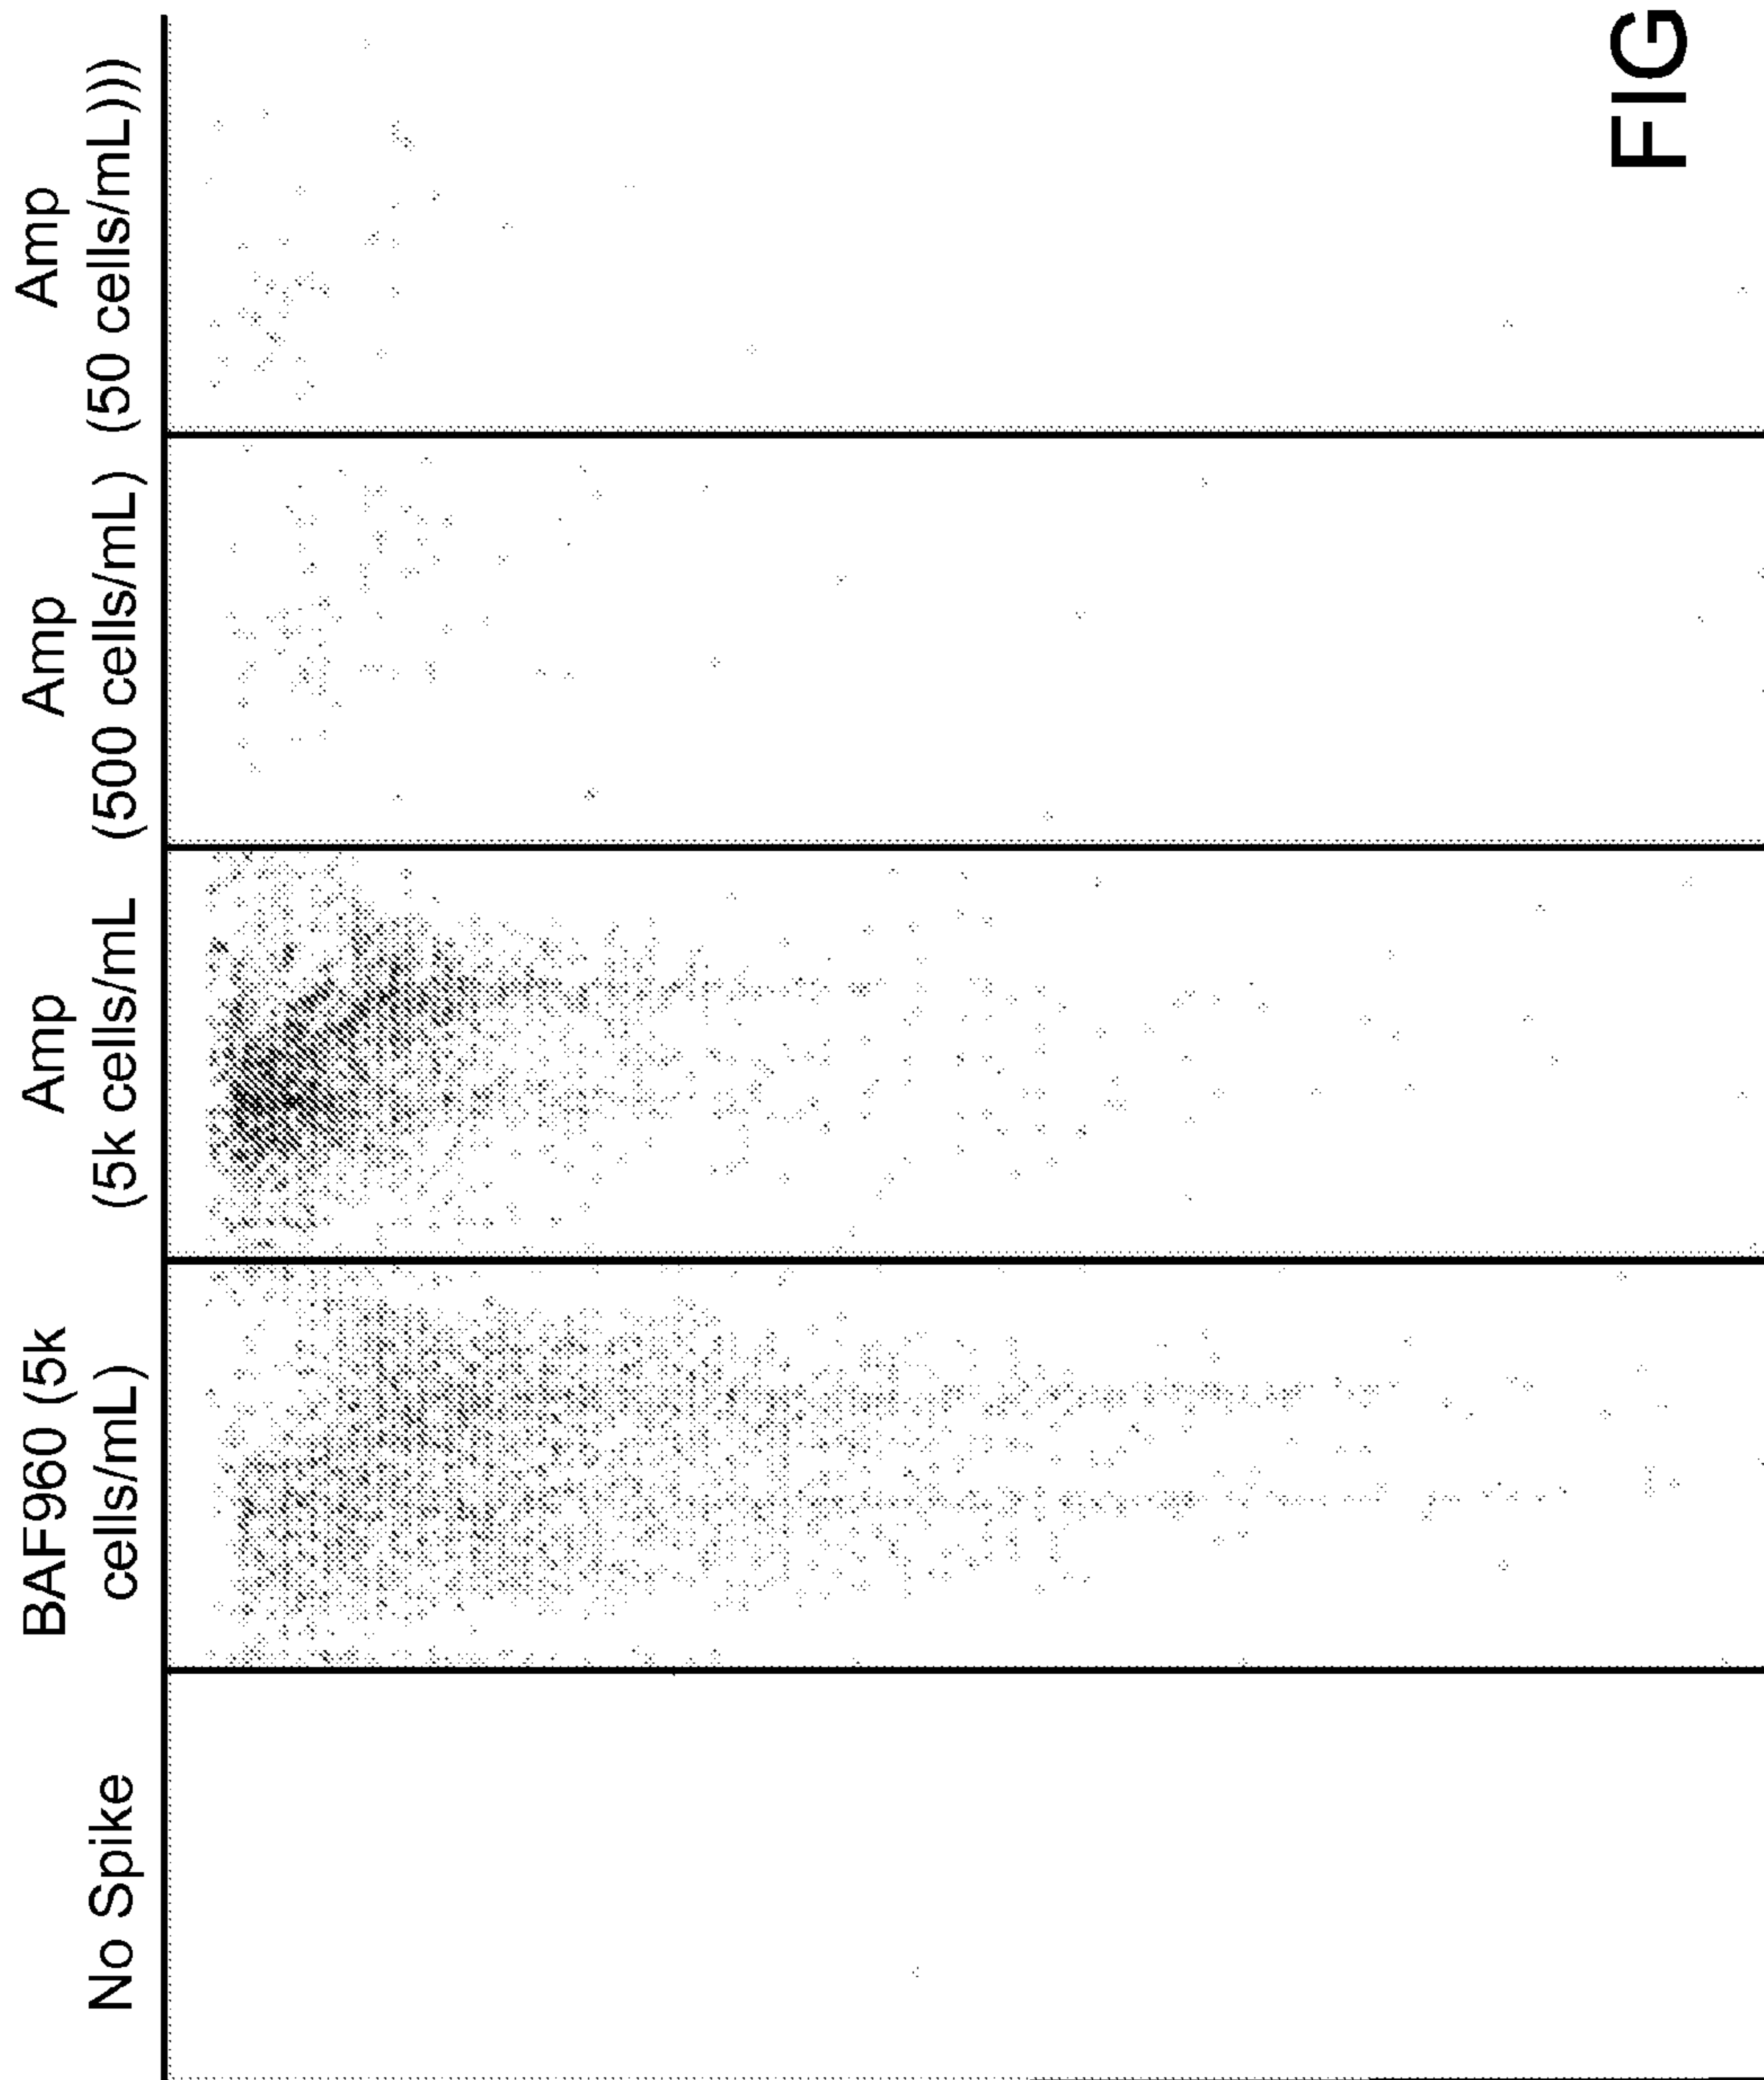 No Spike
BAF960 (5k
cells/mL)
Amp
(5k cells/mL
Amp
(500 cells/mL)
Amp
(50 cells/mL)))
FIG